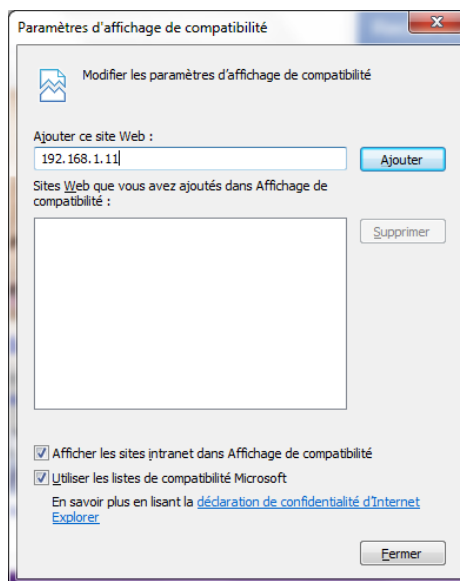 Paramètres d'affichage de compatibilité
Modifier les paramètres d'affichage de compatibilité
Ajouter ce site Web :
192.168.1.11
Ajouter
Sites Web que vous avez ajoutés dans Affichage de
compatibilité :
Supprimer
Afficher les sites intranet dans Affichage de compatibilité
Utiliser les listes de compatibilité Microsoft
En savoir plus en lisant la déclaration de confidentialité d'Internet
Explorer
Fermer